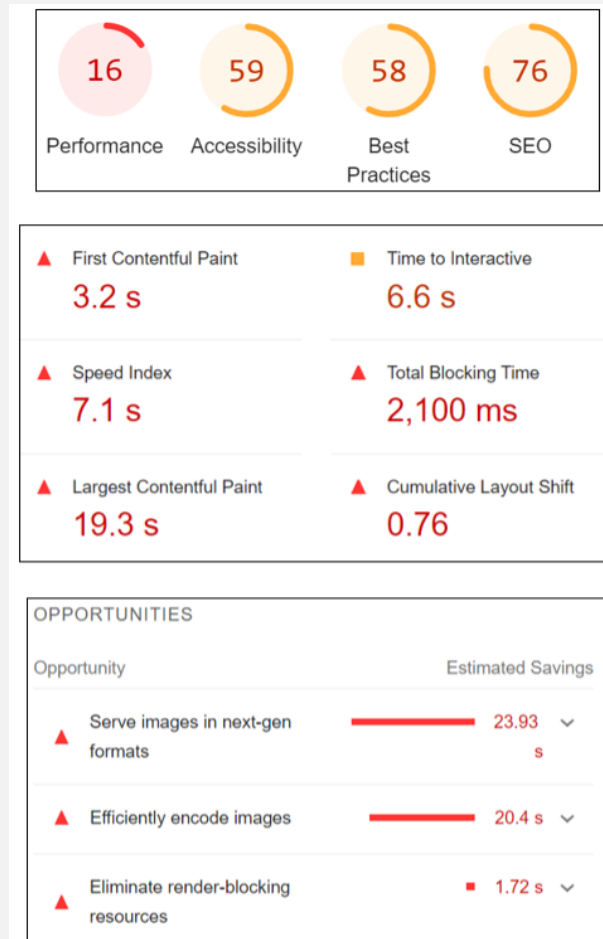 16 59 58 76
Performance Accessibility Best SEO
Practices
First Contentful Paint Time to Interactive
3.2 s 6.6 s
Speed Index Total Blocking Time
7.1 s 2,100 ms
Largest Contentful Paint Cumulative Layout Shift
19.3 s 0.76
OPPORTUNITIES
Opportunity Estimated Savings
Serve images in next-gen 23.93
formats s
Efficiently encode images 20.4 s
Eliminate render-blocking 1.72 s
resources